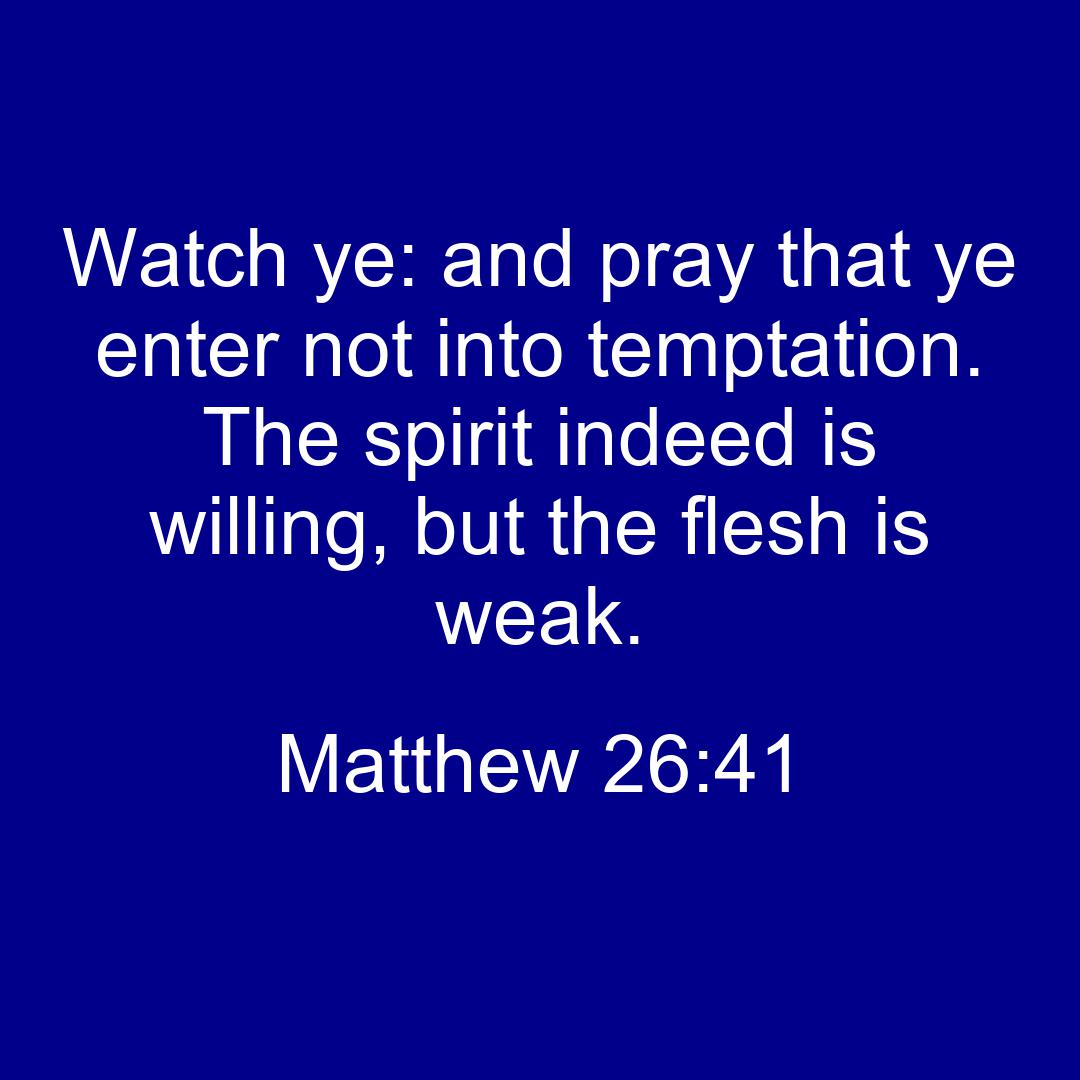 Watch ye: and pray that ye
enter not into temptation.
The spirit indeed is
willing, but the flesh is
weak.
Matthew 26:41